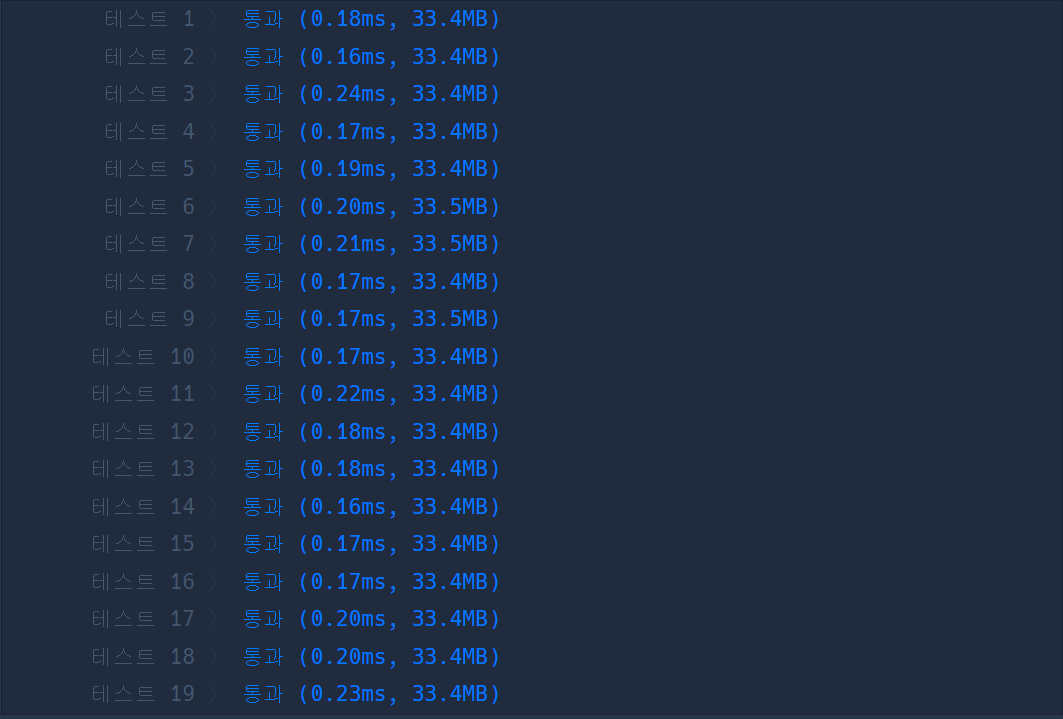 테스트 1 〉 통과 (0.18ms, 33.4MB)
테스트 2 〉 통과 (0.16ms, 33.4MB)
테스트 3 〉 통과 (0.24ms, 33.4MB)
테스트 4 〉 통과 (0.17ms, 33.4MB)
테스트 5 〉 통과 (0.19ms, 33.4MB)
테스트 6 〉 통과 (0.20ms, 33.5MB)
테스트 7 〉 통과 (0.21ms, 33.5MB)
테스트 8 〉 통과 (0.17ms, 33.4MB)
테스트 9 〉 통과 (0.17ms, 33.5MB)
테스트 10 〉 통과 (0.17ms, 33.4MB)
테스트 11 〉 통과 (0.22ms, 33.4MB)
테스트 12 〉 통과 (0.18ms, 33.4MB)
테스트 13 〉 통과 (0.18ms, 33.4MB)
테스트 14 〉 통과 (0.16ms, 33.4MB)
테스트 15 〉 통과 (0.17ms, 33.4MB)
테스트 16 〉 통과 (0.17ms, 33.4MB)
테스트 17 〉 통과 (0.20ms, 33.4MB)
테스트 18 〉 통과 (0.20ms, 33.4MB)
테스트 19 〉 통과 (0.23ms, 33.4MB)